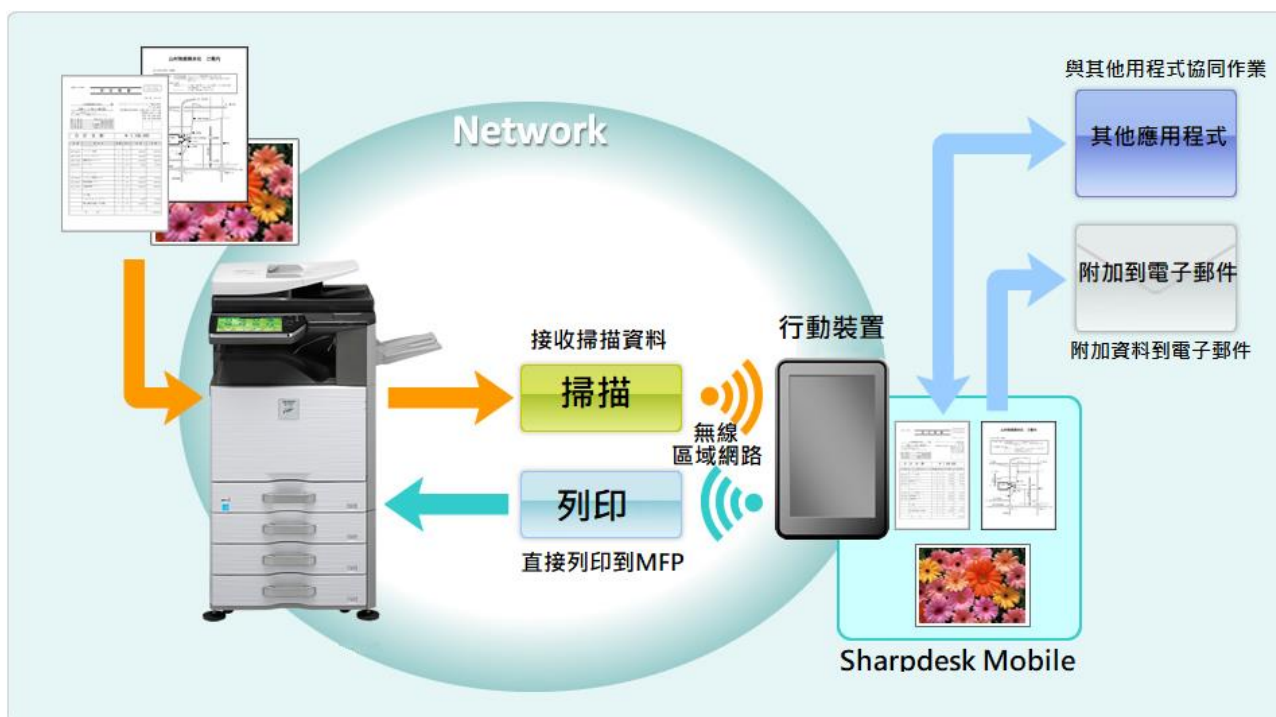 Network
與其他用程式協同作業
其他應用程式
附加到電子郵件
附加資料到電子郵件
行動裝置
接收掃描資料
掃描
無線
區域網路
列印
直接列印到MFP
Sharpdesk Mobile